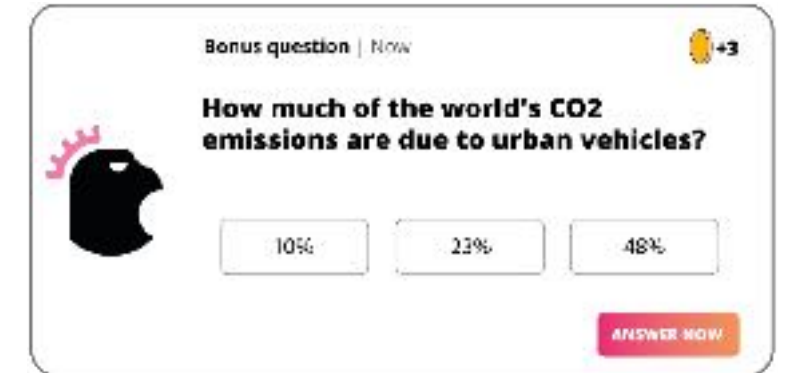 Bonus question | Now
+3
How much of the world's CO2
emissions are due to urban vehicles?
10%
23%
48%
ANSWER NOW